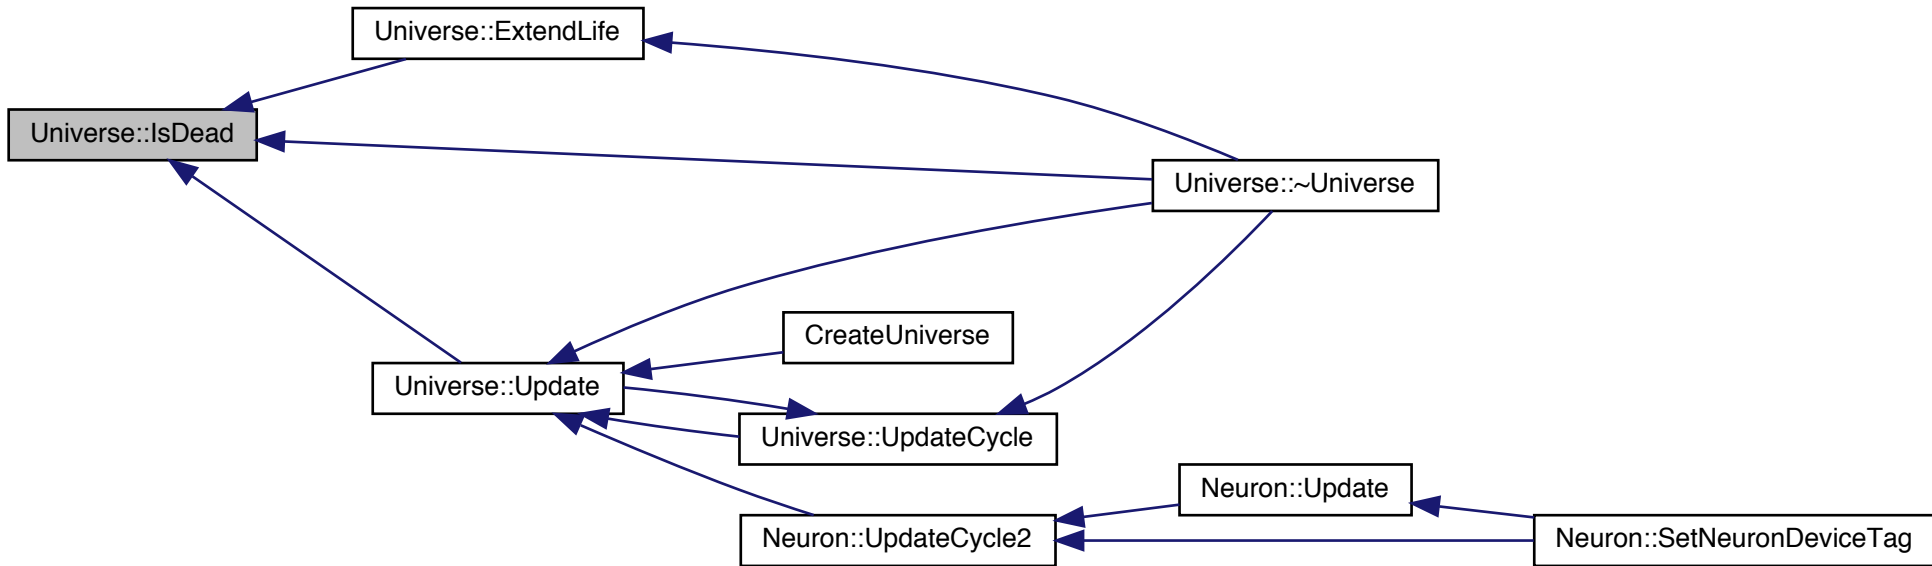 Universe::ExtendLife
Universe::IsDead
Universe::~Universe
CreateUniverse
Universe::Update
Universe::UpdateCycle
Neuron::Update
Neuron::UpdateCycle2
Neuron::SetNeuronDeviceTag